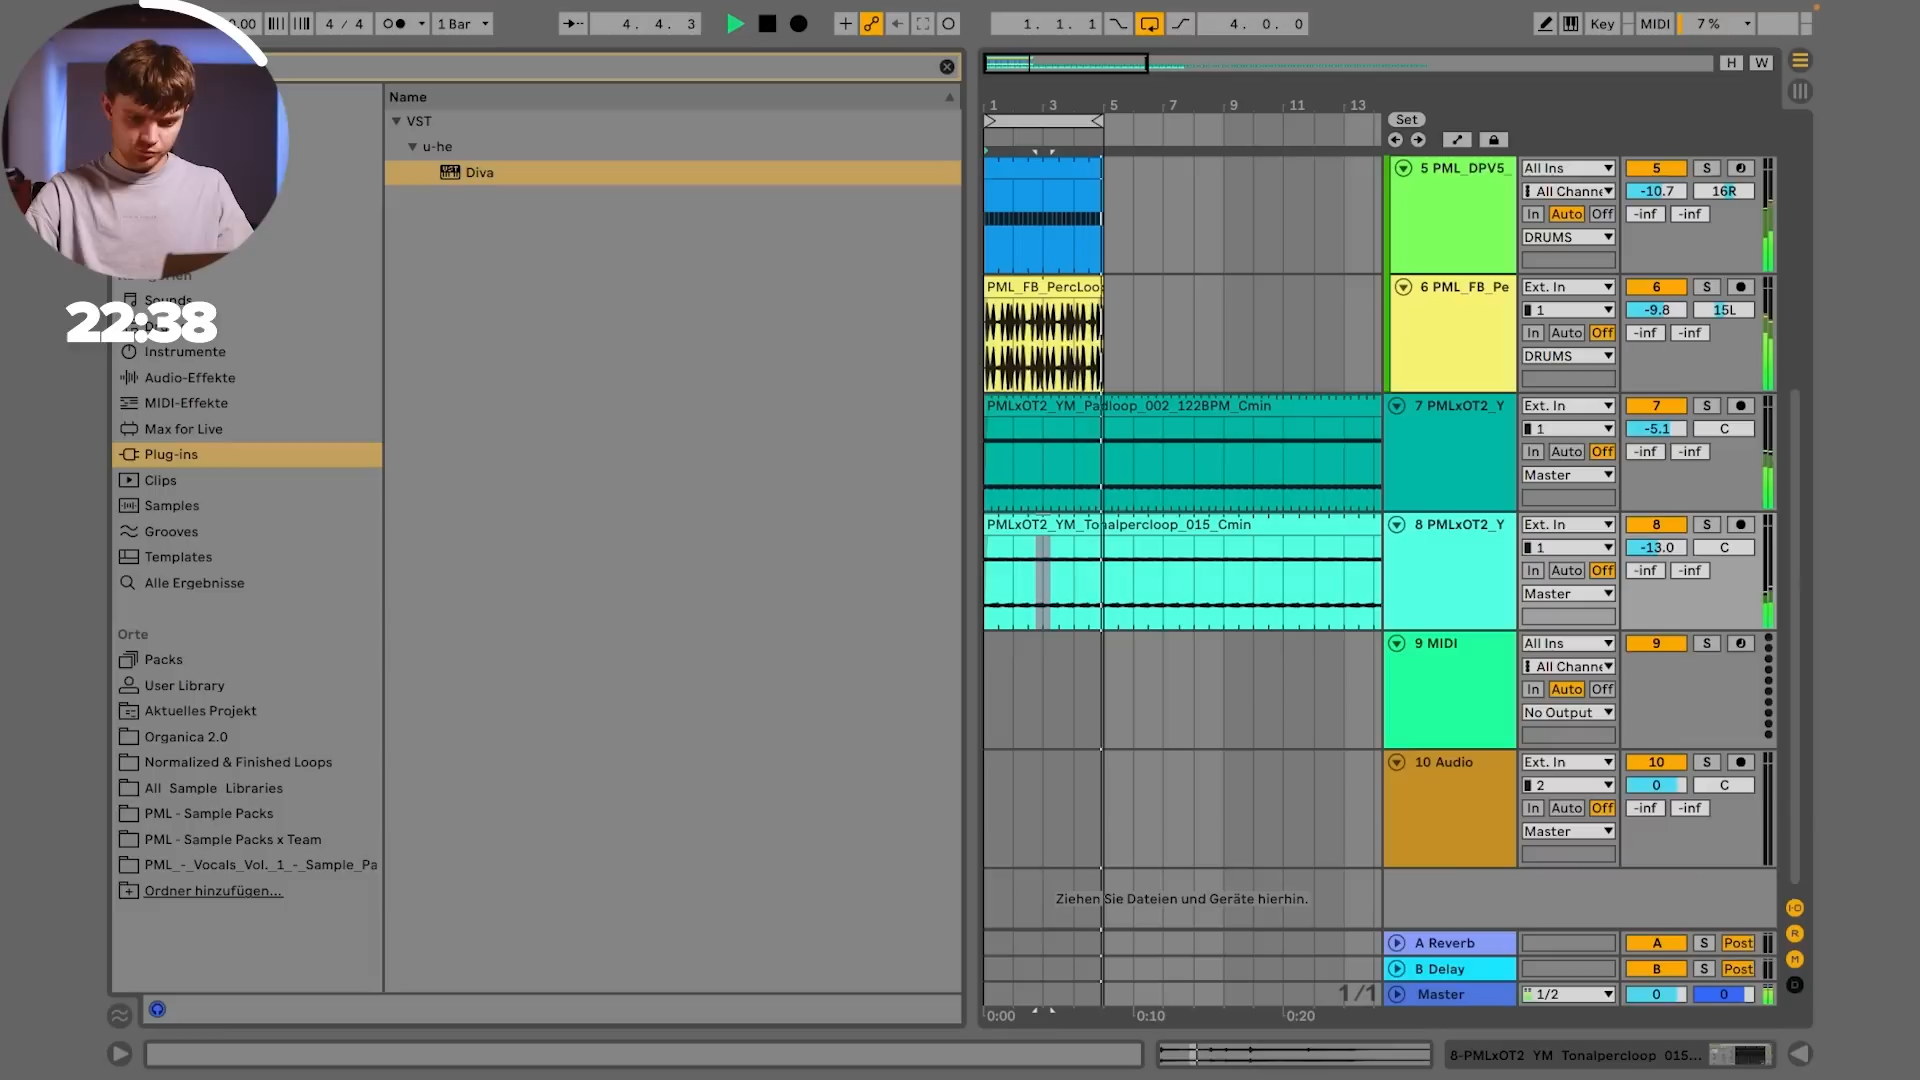 .00 4 / 4 1 Bar 4. 4. 3 1. 1. 1 4. 0. 0 Key MIDI 7 %
H W
Name
VST
u-he
Diva
22:38
Sounds
Instrumente
Audio-Effekte
MIDI-Effekte
Max for Live
Plug-ins
Clips
Samples
Grooves
Templates
Alle Ergebnisse
Orte
Packs
User Library
Aktuelles Projekt
Organica 2.0
Normalized & Finished Loops
All Sample Libraries
PML - Sample Packs
PML - Sample Packs x Team
PML_-_Vocals_Vol._1_-_Sample_Pa
Ordner hinzufügen...
1 3 5 7 9 11 13
Set
5 PML_DPV5_ All Ins 5 S
All Channe -10.7 16R
In Auto Off -inf -inf
DRUMS
PML_FB_PercLoo 6 PML_FB_Pe Ext. In 6 S
1 -9.8 15L
In Auto Off -inf -inf
DRUMS
PMLxOT2_YM_Padloop_002_122BPM_Cmin 7 PMLxOT2_Y Ext. In 7 S
1 -5.1 C
In Auto Off -inf -inf
Master
PMLxOT2_YM_Tonalpercloop_015_Cmin 8 PMLxOT2_Y Ext. In 8 S
1 -13.0 C
In Auto Off -inf -inf
Master
9 MIDI All Ins 9 S
All Channe
In Auto Off
No Output
10 Audio Ext. In 10 S
2 0 C
In Auto Off -inf -inf
Master
Ziehen Sie Dateien und Geräte hierhin.
A Reverb A S Post
B Delay B S Post
1/1 Master 1/2 0 0
0:00 0:10 0:20
I·O
R
M
D
8-PMLxOT2 YM Tonalpercloop 015...